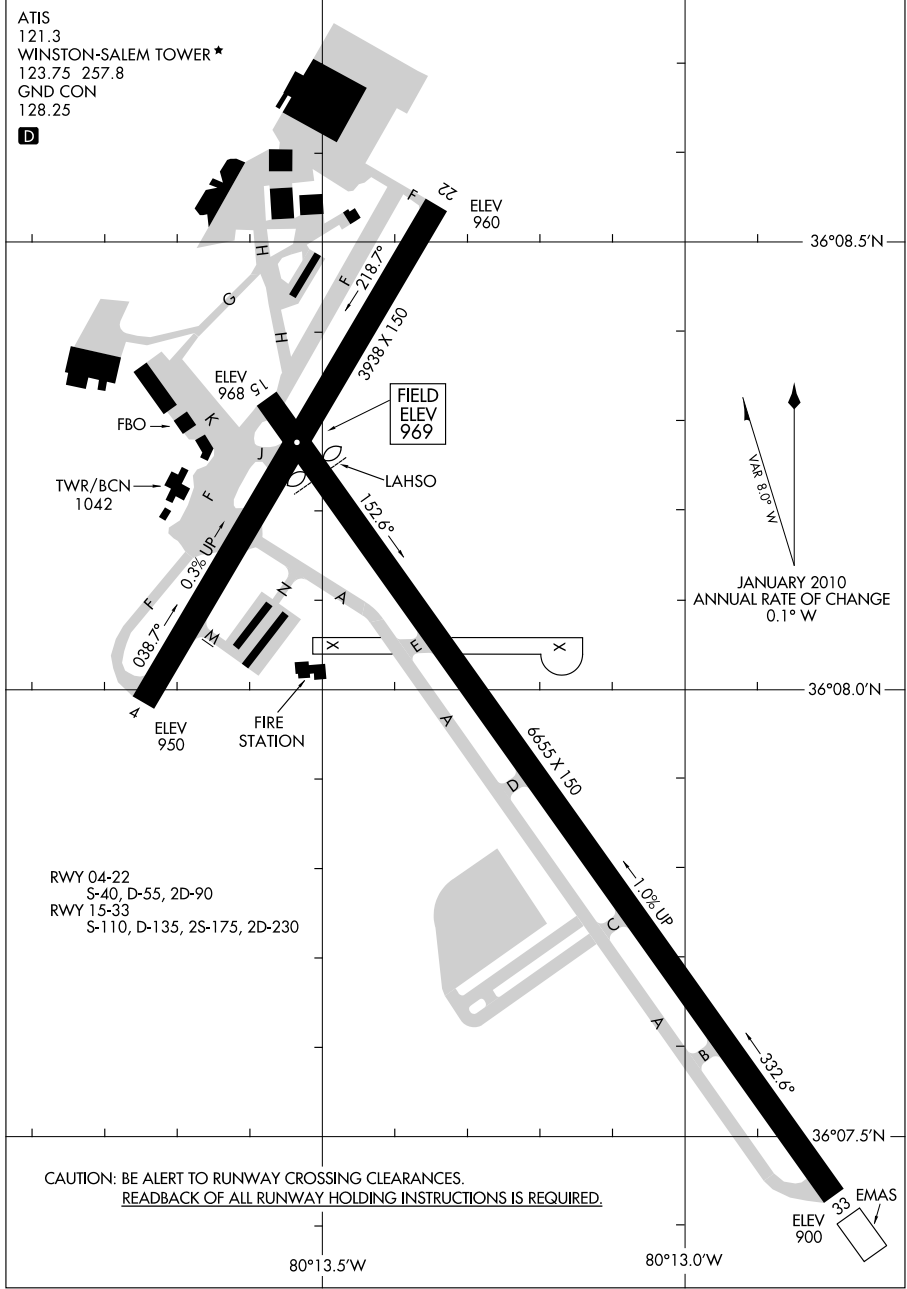 ATIS
121.3
WINSTON-SALEM TOWER ★
123.75 257.8
GND CON
128.25
D
F
22
ELEV
960
36°08.5'N
H
←218.7°
F
G
H
3938 X 150
ELEV
968
15
FIELD
ELEV
969
FBO
K
J
LAHSO
TWR/BCN
1042
F
152.6°→
VAR 8.0° W
0.3% UP→
JANUARY 2010
ANNUAL RATE OF CHANGE
0.1° W
F
N
A
038.7°→
M
X
E
X
36°08.0'N
4
ELEV
950
FIRE
STATION
A
6655 X 150
D
RWY 04-22
S-40, D-55, 2D-90
RWY 15-33
S-110, D-135, 2S-175, 2D-230
←1.0% UP
C
A
B
←332.6°
36°07.5'N
CAUTION: BE ALERT TO RUNWAY CROSSING CLEARANCES.
READBACK OF ALL RUNWAY HOLDING INSTRUCTIONS IS REQUIRED.
33
EMAS
ELEV
900
80°13.5'W
80°13.0'W